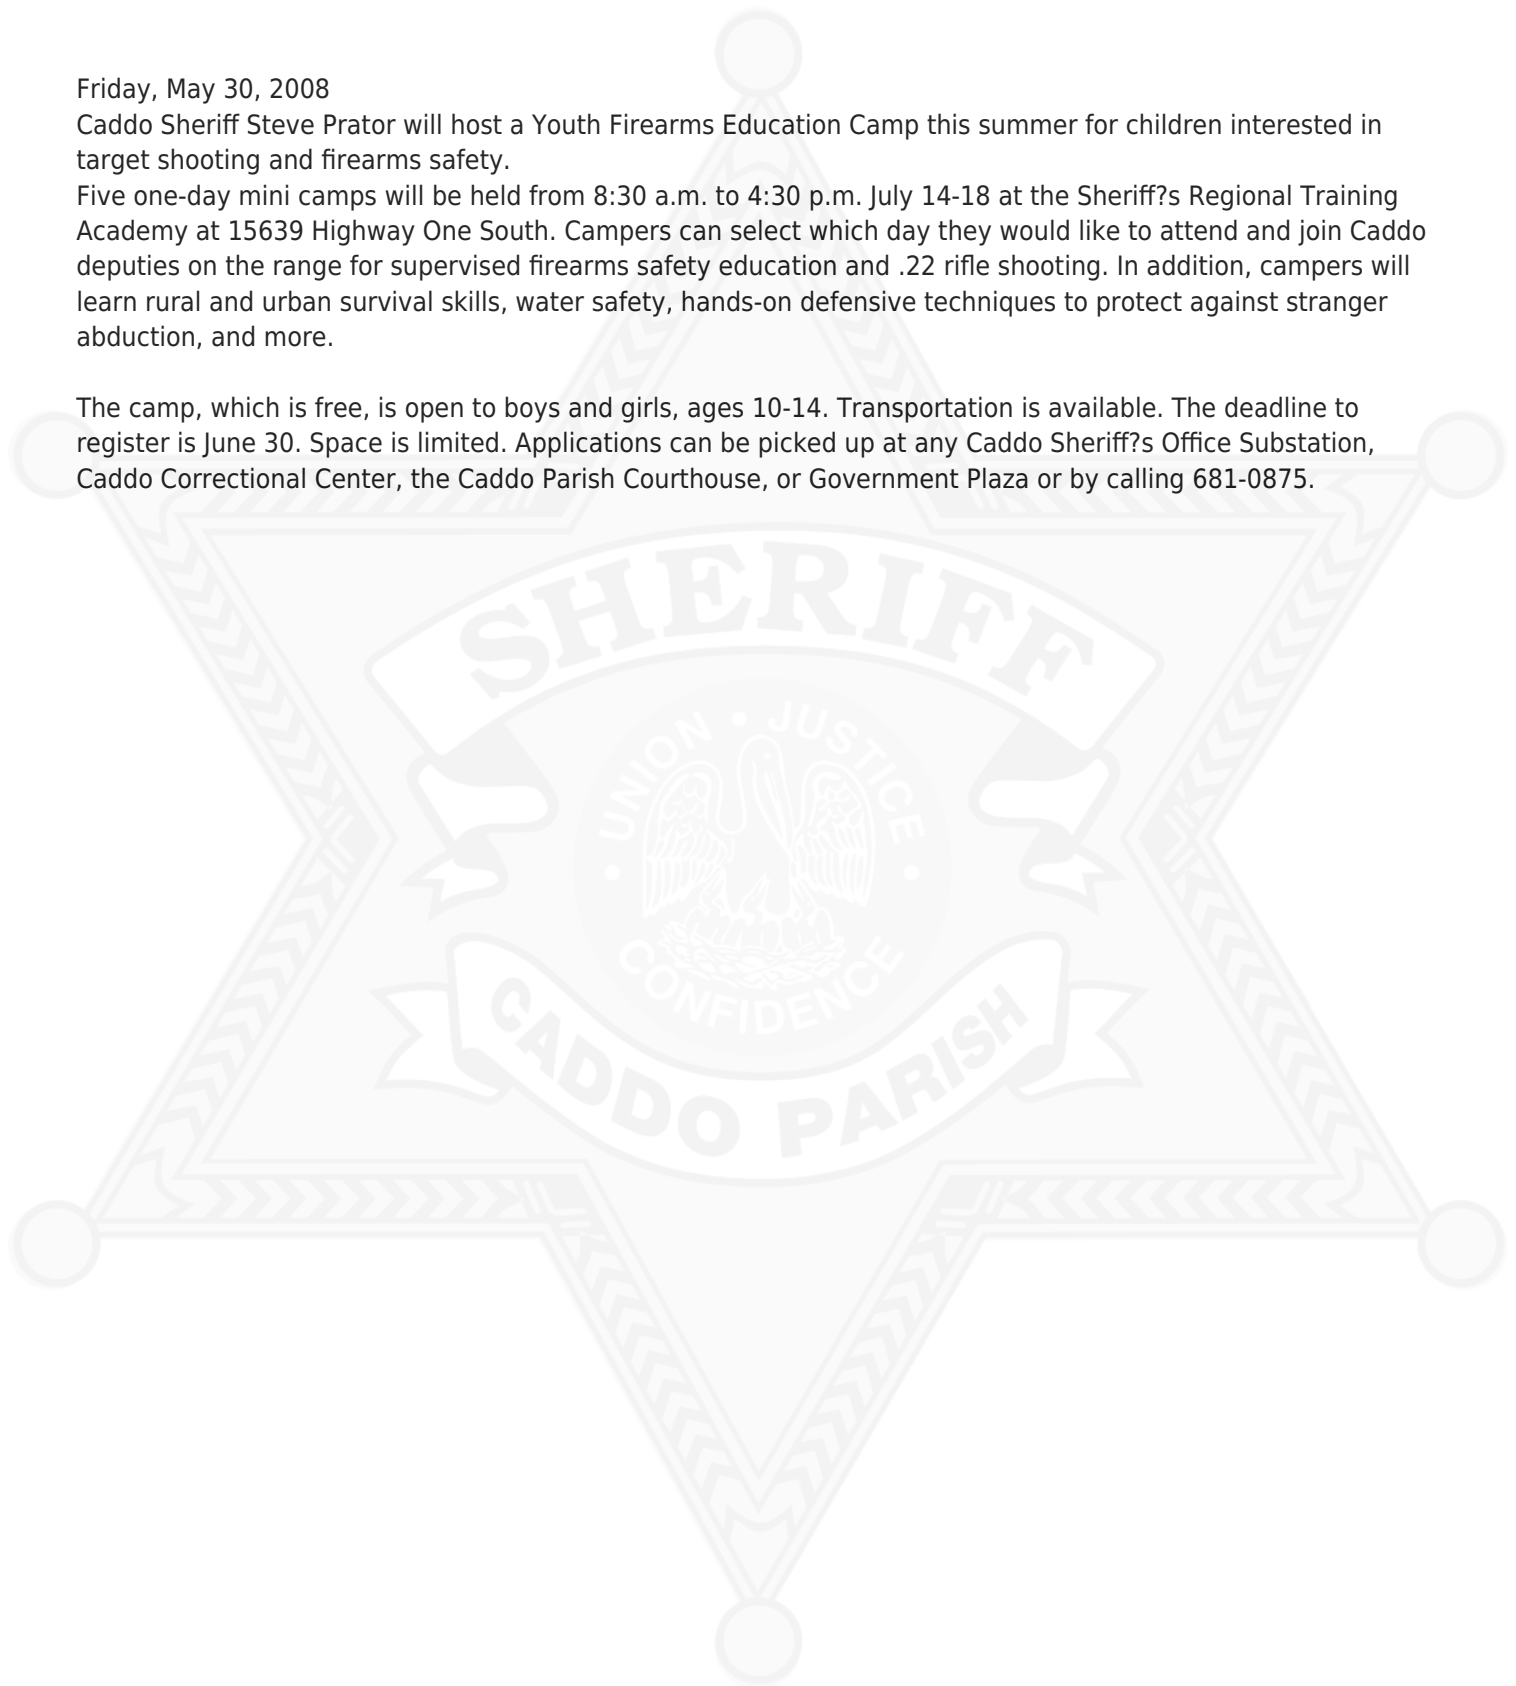 Friday, May 30, 2008
Caddo Sheriff Steve Prator will host a Youth Firearms Education Camp this summer for children interested in
target shooting and firearms safety.
Five one-day mini camps will be held from 8:30 a.m. to 4:30 p.m. July 14-18 at the Sheriff?s Regional Training
Academy at 15639 Highway One South. Campers can select which day they would like to attend and join Caddo
deputies on the range for supervised firearms safety education and .22 rifle shooting. In addition, campers will
learn rural and urban survival skills, water safety, hands-on defensive techniques to protect against stranger
abduction, and more.
The camp, which is free, is open to boys and girls, ages 10-14. Transportation is available. The deadline to
register is June 30. Space is limited. Applications can be picked up at any Caddo Sheriff?s Office Substation,
Caddo Correctional Center, the Caddo Parish Courthouse, or Government Plaza or by calling 681-0875.
SHERIFF
UNION • JUSTICE
• CONFIDENCE •
CADDO PARISH